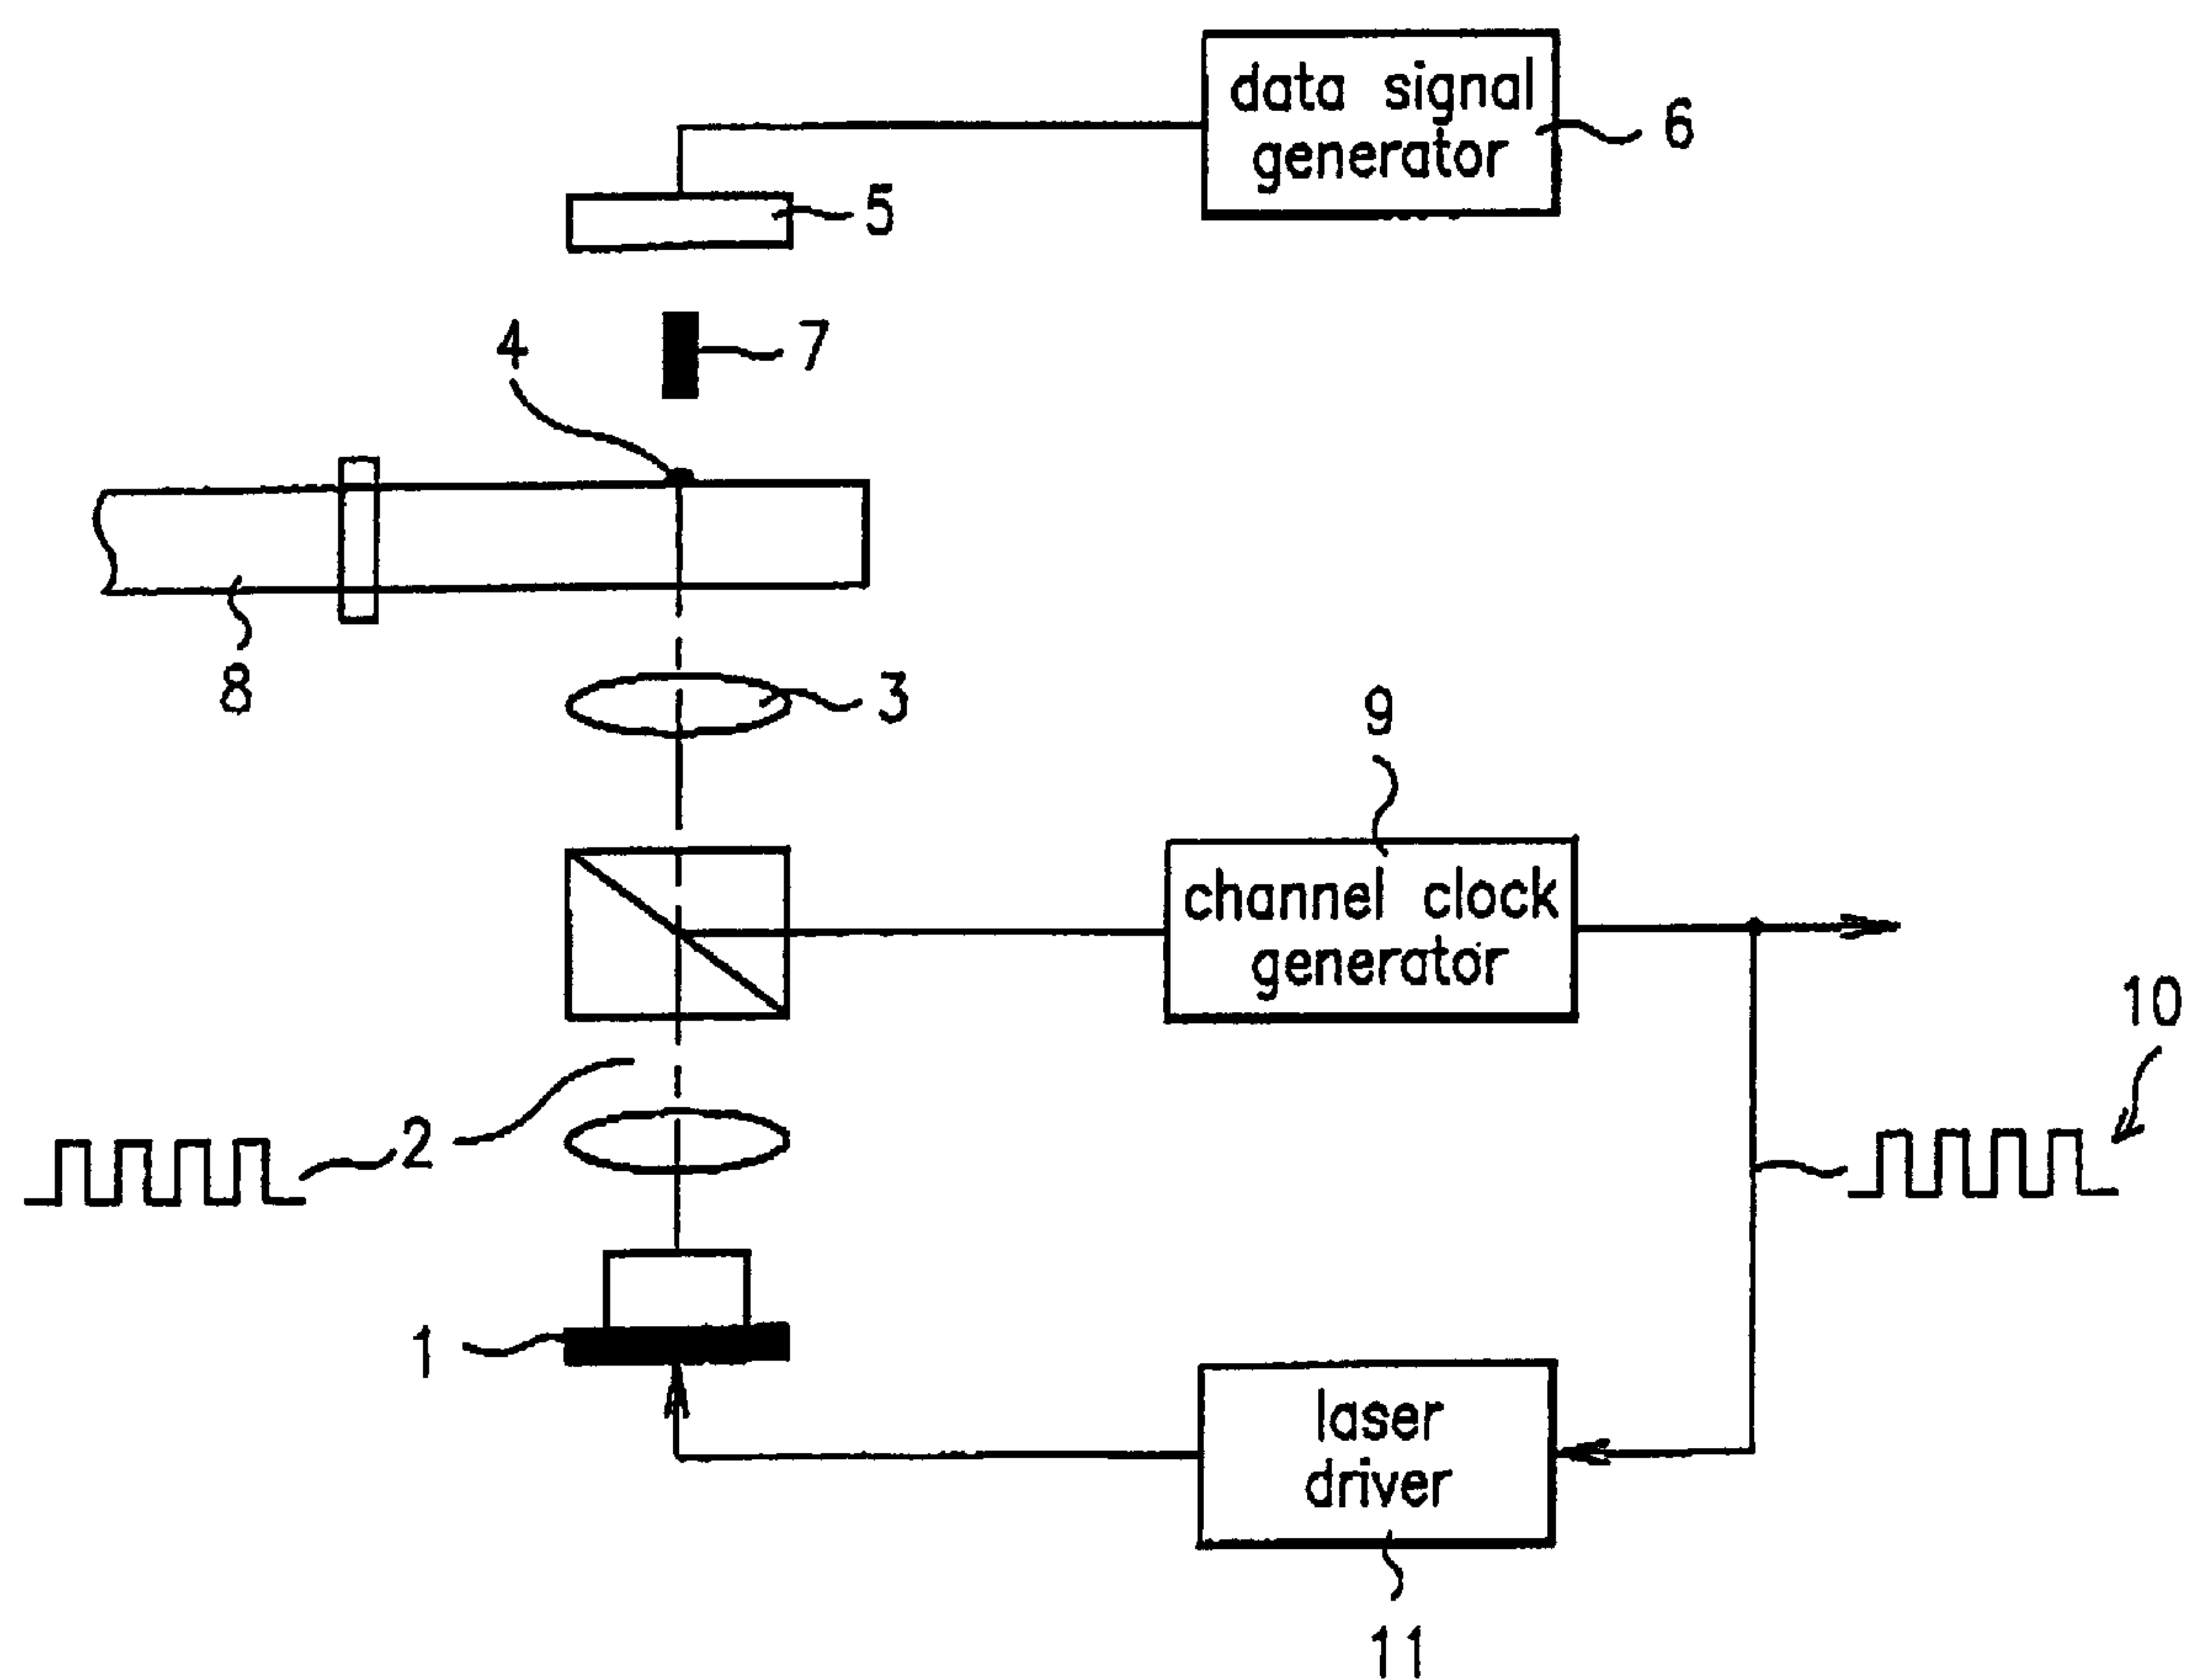 data signal
generator
6
5
4
7
8
3
9
channel clock
generator
10
2
1
laser
driver
11